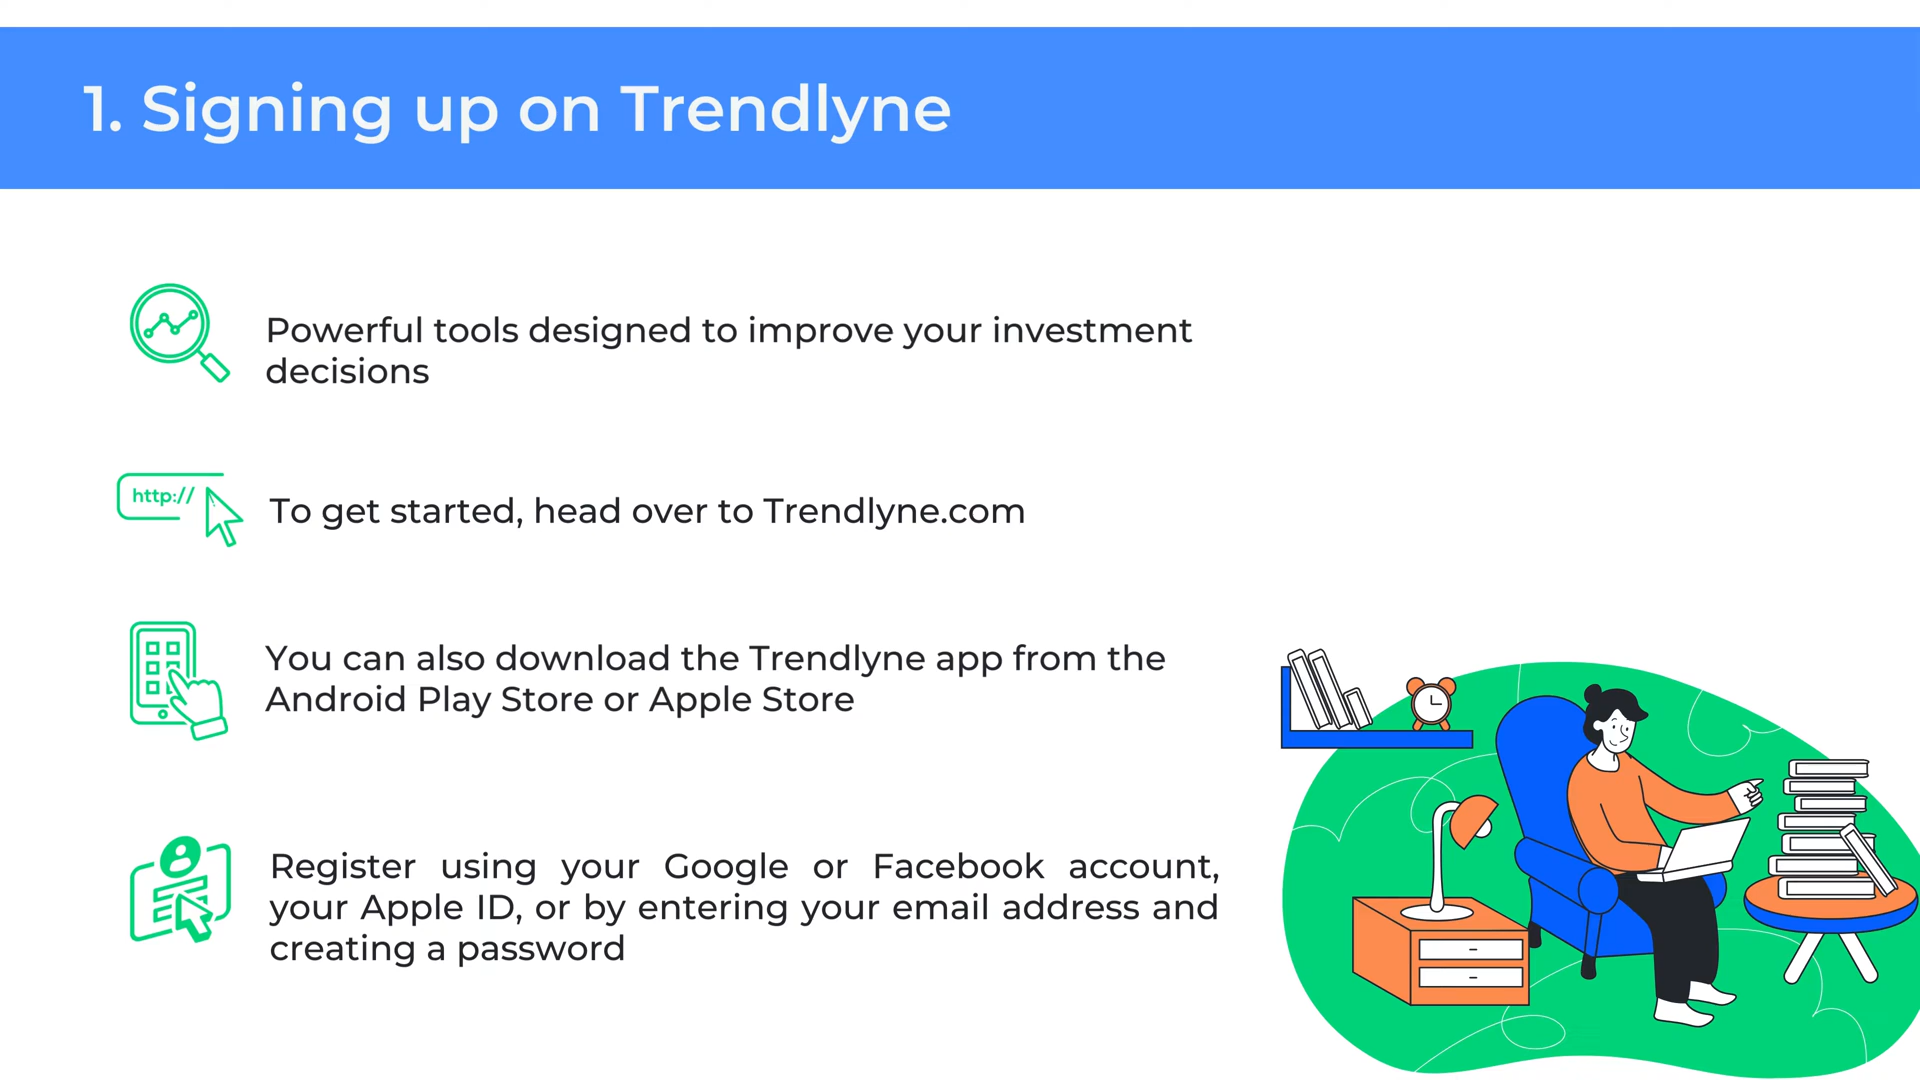 1. Signing up on Trendlyne
Powerful tools designed to improve your investment
decisions
http://
To get started, head over to Trendlyne.com
You can also download the Trendlyne app from the
Android Play Store or Apple Store
Register using your Google or Facebook account,
your Apple ID, or by entering your email address and
creating a password